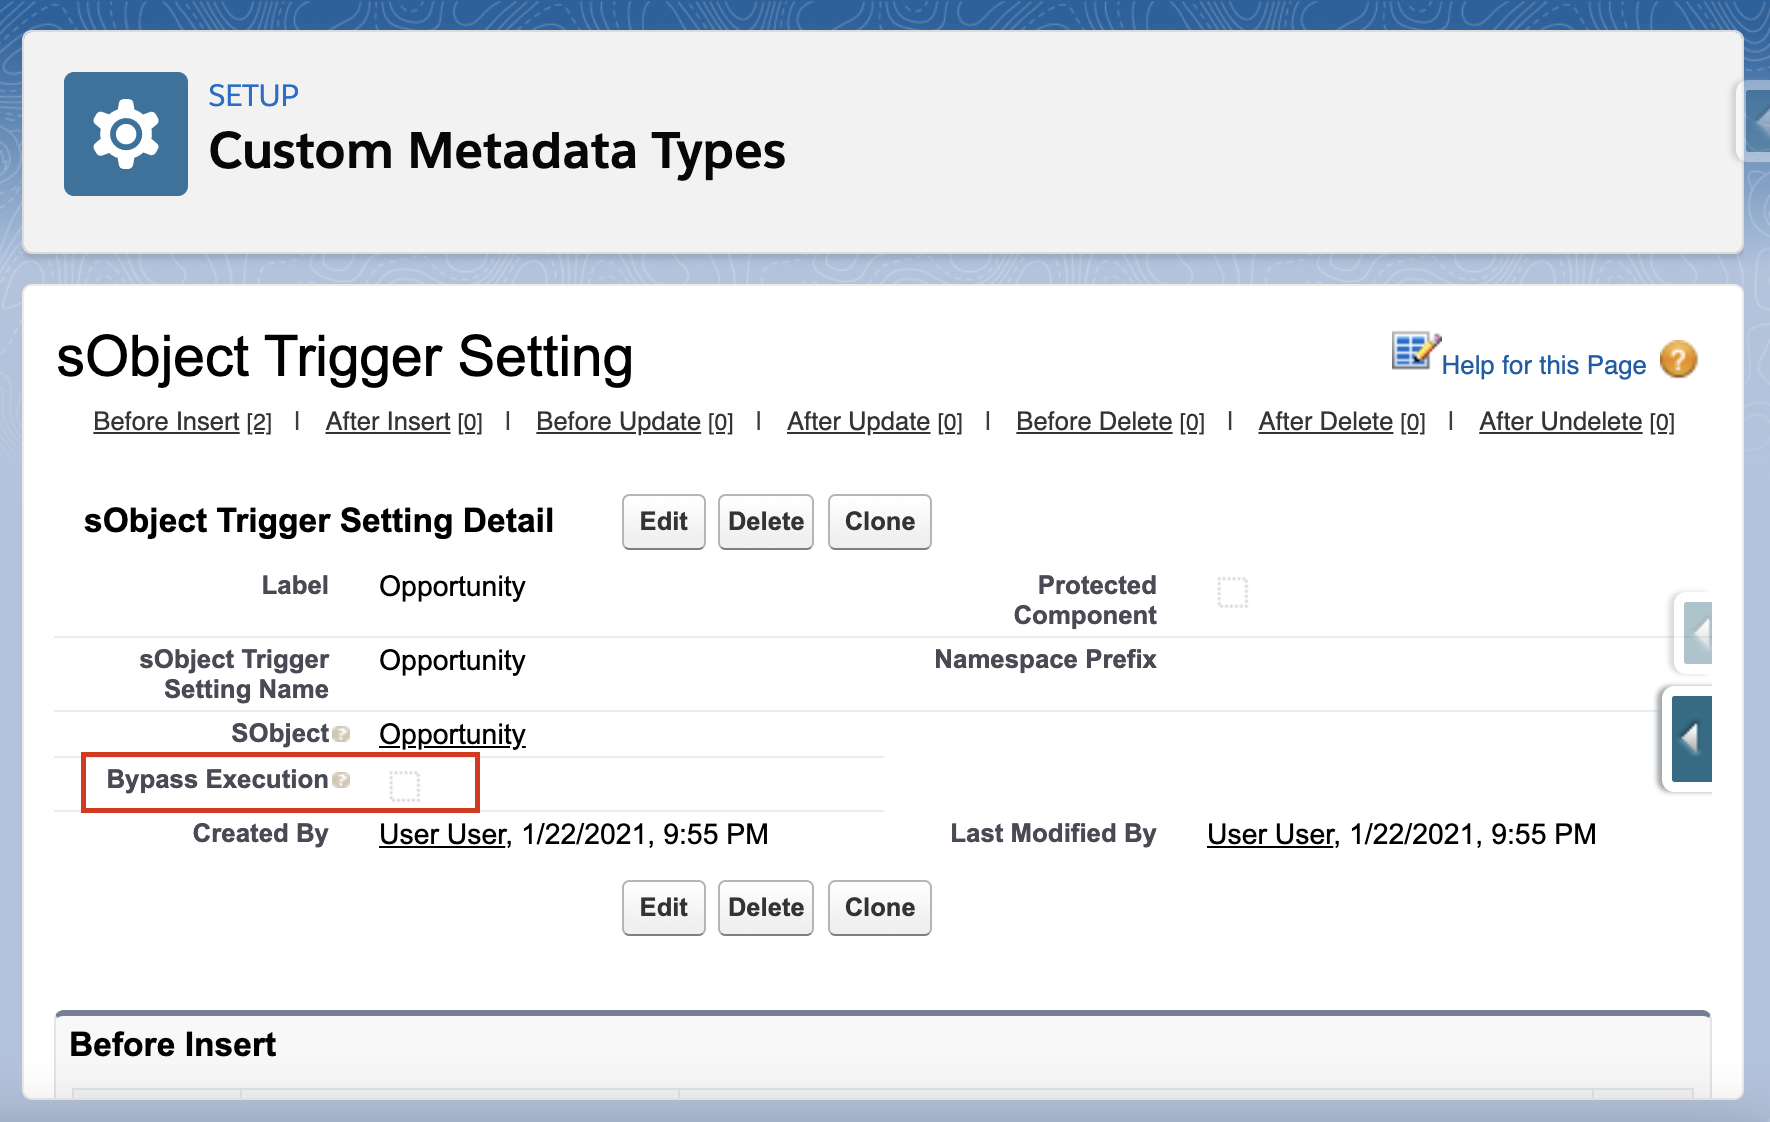 SETUP
Custom Metadata Types
sObject Trigger Setting
Help for this Page ?
Before Insert [2] | After Insert [0] | Before Update [0] | After Update [0] | Before Delete [0] | After Delete [0] | After Undelete [0]
sObject Trigger Setting Detail Edit Delete Clone
Label Opportunity Protected Component
sObject Trigger Setting Name Opportunity Namespace Prefix
SObject ? Opportunity
Bypass Execution ?
Created By User User, 1/22/2021, 9:55 PM Last Modified By User User, 1/22/2021, 9:55 PM
Edit Delete Clone
Before Insert